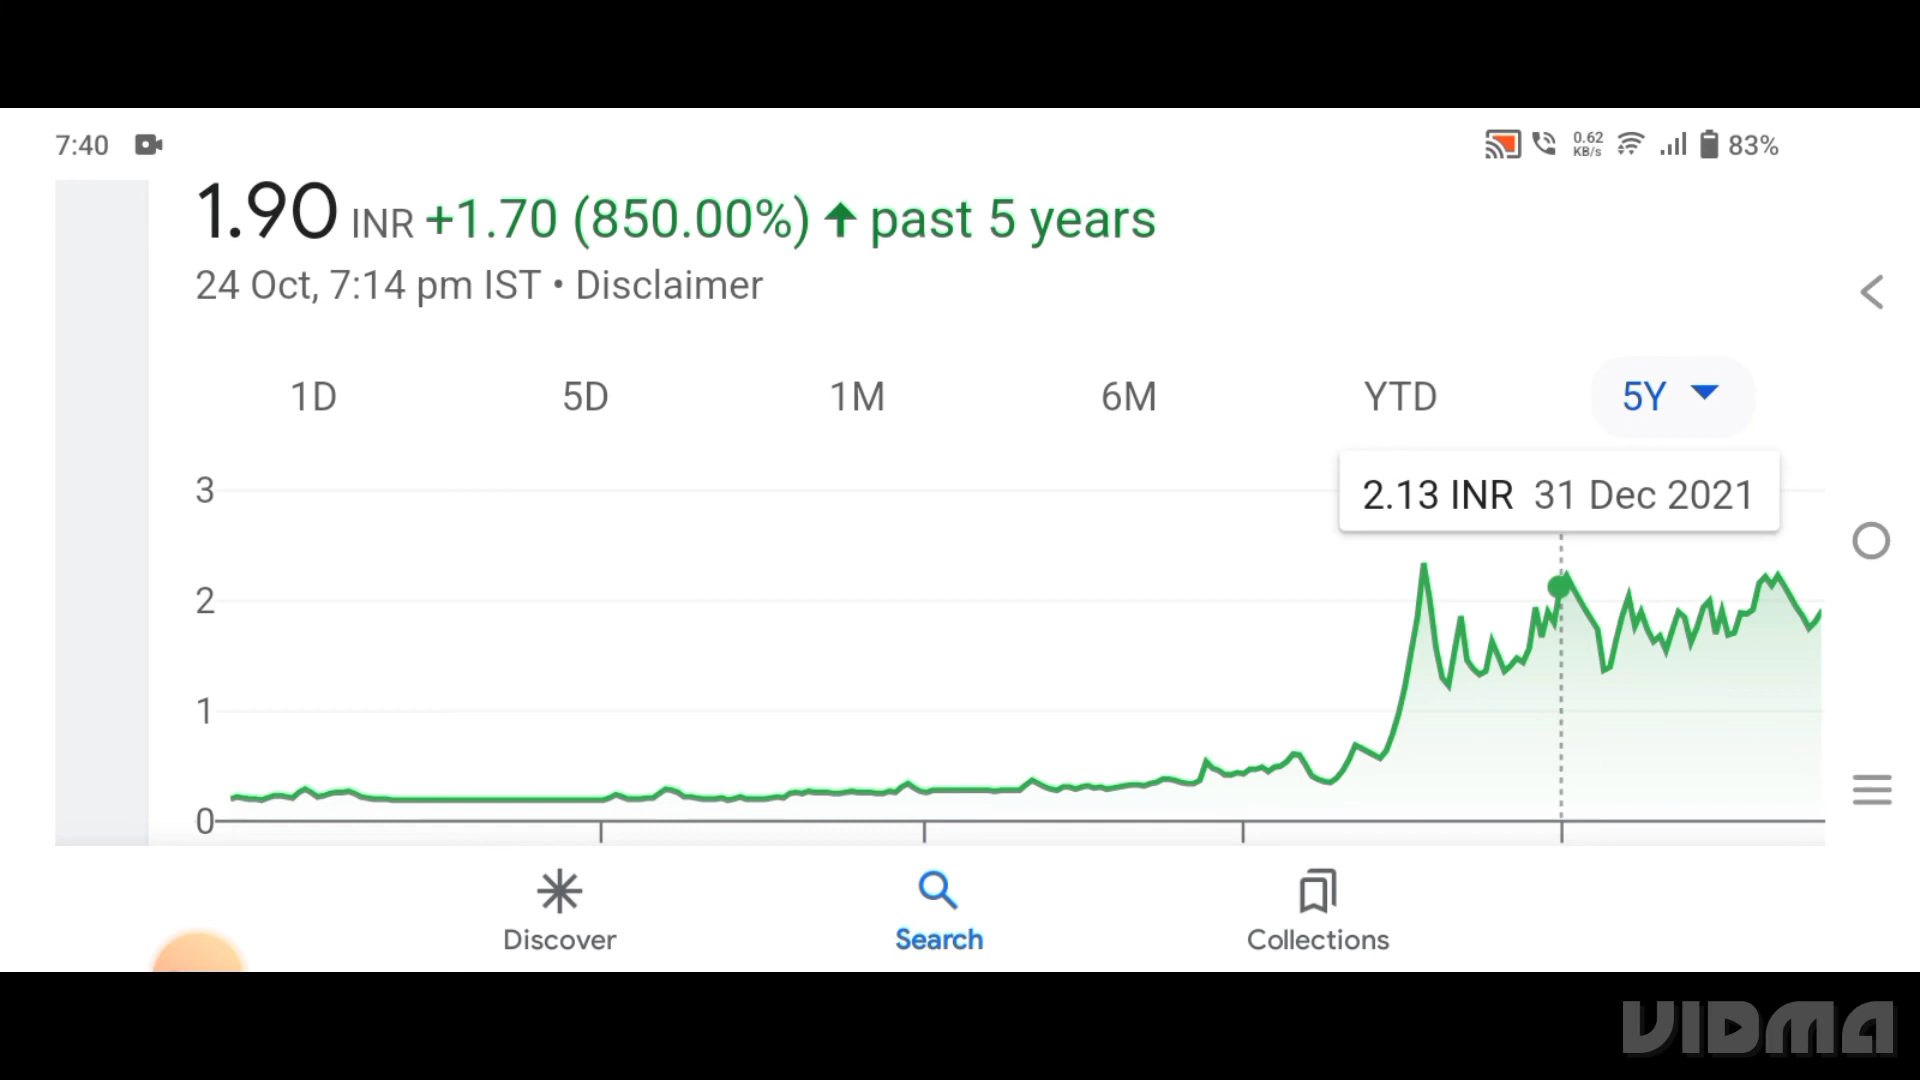 7:40 0.62 KB/s 83%
1.90 INR +1.70 (850.00%) ↑ past 5 years
24 Oct, 7:14 pm IST • Disclaimer
1D 5D 1M 6M YTD 5Y
2.13 INR 31 Dec 2021
3
2
1
0
Discover Search Collections
VIDMA